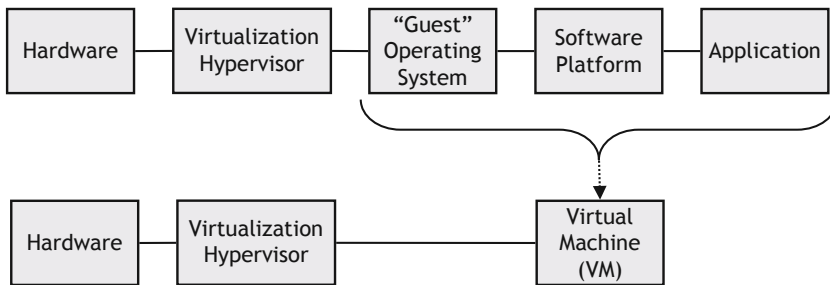 Hardware
Virtualization
Hypervisor
“Guest”
Operating
System
Software
Platform
Application
Hardware
Virtualization
Hypervisor
Virtual
Machine
(VM)